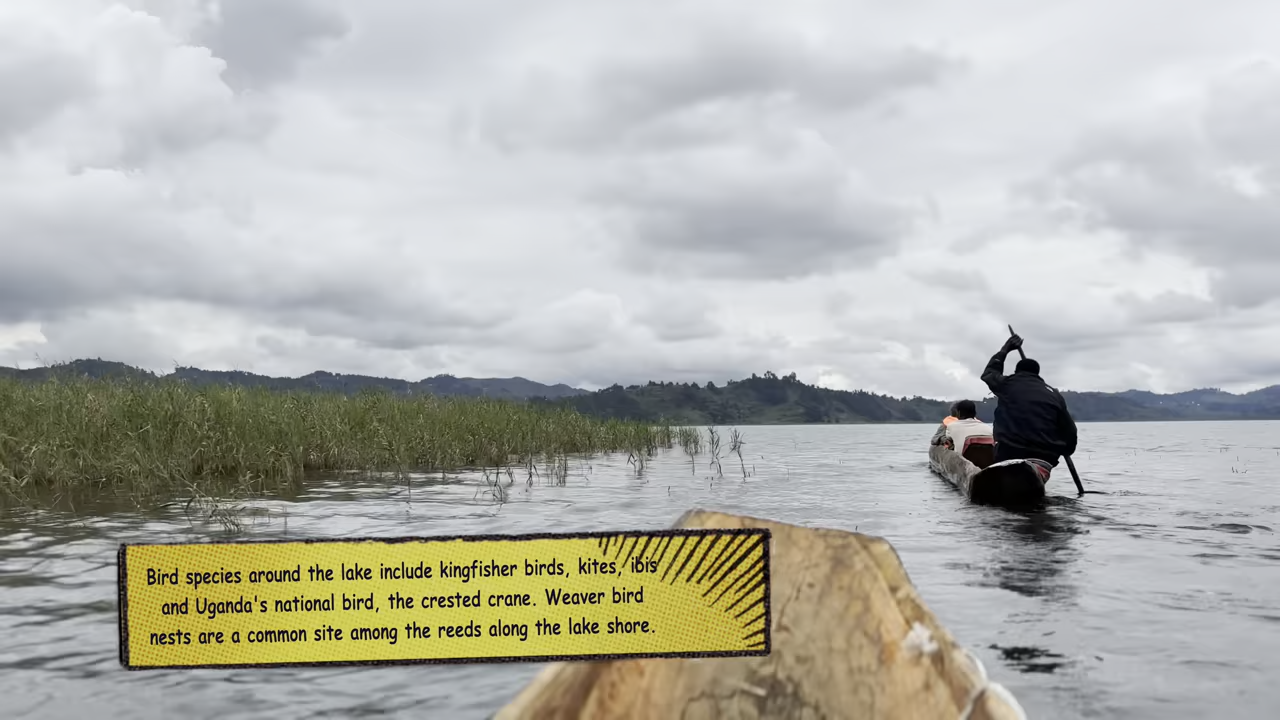 Bird species around the lake include kingfisher birds, kites, ibis
and Uganda's national bird, the crested crane. Weaver bird
nests are a common site among the reeds along the lake shore.